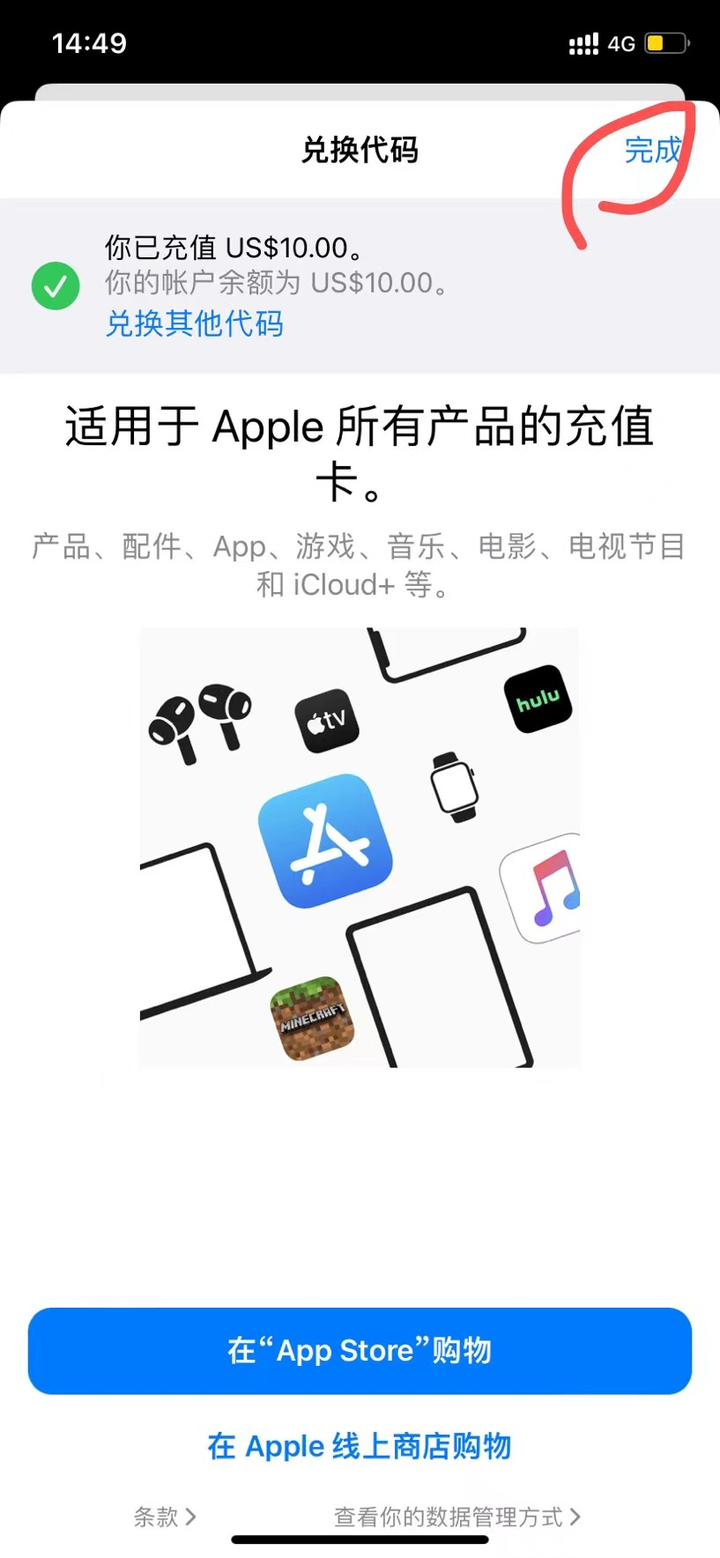 14:49
4G
兑换代码
完成
你已充值 US$10.00。
你的帐户余额为 US$10.00。
兑换其他代码
适用于 Apple 所有产品的充值
卡。
产品、配件、App、游戏、音乐、电影、电视节目
和 iCloud+ 等。
tv
hulu
MINECRAFT
在“App Store”购物
在 Apple 线上商店购物
条款
查看你的数据管理方式